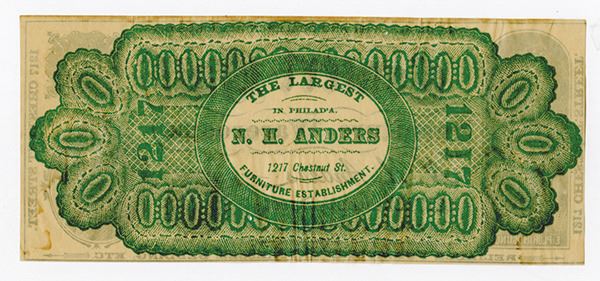 THE LARGEST
IN PHILAD'A.
N. H. ANDERS
1217 Chestnut St.
FURNITURE ESTABLISHMENT.
1217
1217